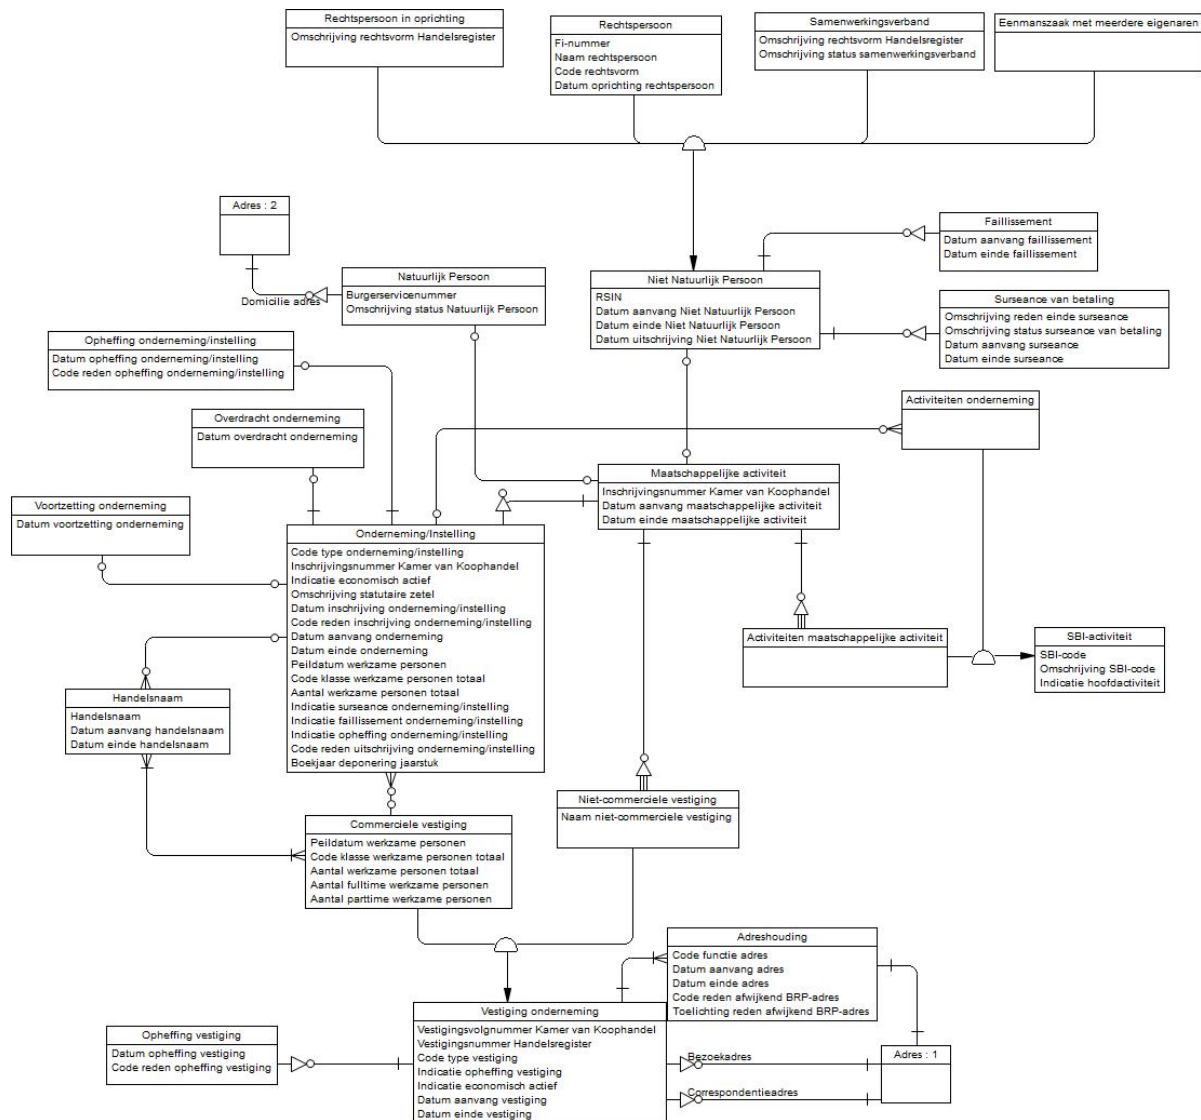 Rechtspersoon in oprichting
Omschrijving rechtsvorm Handelsregister
Rechtspersoon
Fi-nummer
Naam rechtspersoon
Code rechtsvorm
Datum oprichting rechtspersoon
Samenwerkingsverband
Omschrijving rechtsvorm Handelsregister
Omschrijving status samenwerkingsverband
Eenmanszaak met meerdere eigenaren
Adres : 2
Domicilie adres
Natuurlijk Persoon
Burgerservicenummer
Omschrijving status Natuurlijk Persoon
Niet Natuurlijk Persoon
RSIN
Datum aanvang Niet Natuurlijk Persoon
Datum einde Niet Natuurlijk Persoon
Datum uitschrijving Niet Natuurlijk Persoon
Faillissement
Datum aanvang faillissement
Datum einde faillissement
Surseance van betaling
Omschrijving reden einde surseance
Omschrijving status surseance van betaling
Datum aanvang surseance
Datum einde surseance
Opheffing onderneming/instelling
Datum opheffing onderneming/instelling
Code reden opheffing onderneming/instelling
Overdracht onderneming
Datum overdracht onderneming
Activiteiten onderneming
Voortzetting onderneming
Datum voortzetting onderneming
Maatschappelijke activiteit
Inschrijvingsnummer Kamer van Koophandel
Datum aanvang maatschappelijke activiteit
Datum einde maatschappelijke activiteit
Onderneming/Instelling
Code type onderneming/instelling
Inschrijvingsnummer Kamer van Koophandel
Indicatie economisch actief
Omschrijving statutaire zetel
Datum inschrijving onderneming/instelling
Code reden inschrijving onderneming/instelling
Datum aanvang onderneming
Datum einde onderneming
Peildatum werkzame personen
Code klasse werkzame personen totaal
Aantal werkzame personen totaal
Indicatie surseance onderneming/instelling
Indicatie faillissement onderneming/instelling
Indicatie opheffing onderneming/instelling
Code reden uitschrijving onderneming/instelling
Boekjaar deponering jaarstuk
Activiteiten maatschappelijke activiteit
SBI-activiteit
SBI-code
Omschrijving SBI-code
Indicatie hoofdactiviteit
Handelsnaam
Handelsnaam
Datum aanvang handelsnaam
Datum einde handelsnaam
Niet-commerciele vestiging
Naam niet-commerciele vestiging
Commerciele vestiging
Peildatum werkzame personen
Code klasse werkzame personen totaal
Aantal werkzame personen totaal
Aantal fulltime werkzame personen
Aantal parttime werkzame personen
Adreshouding
Code functie adres
Datum aanvang adres
Datum einde adres
Code reden afwijkend BRP-adres
Toelichting reden afwijkend BRP-adres
Vestiging onderneming
Vestigingsvolgnummer Kamer van Koophandel
Vestigingsnummer Handelsregister
Code type vestiging
Indicatie opheffing vestiging
Indicatie economisch actief
Datum aanvang vestiging
Datum einde vestiging
Opheffing vestiging
Datum opheffing vestiging
Code reden opheffing vestiging
Bezoekadres
Correspondentieadres
Adres : 1